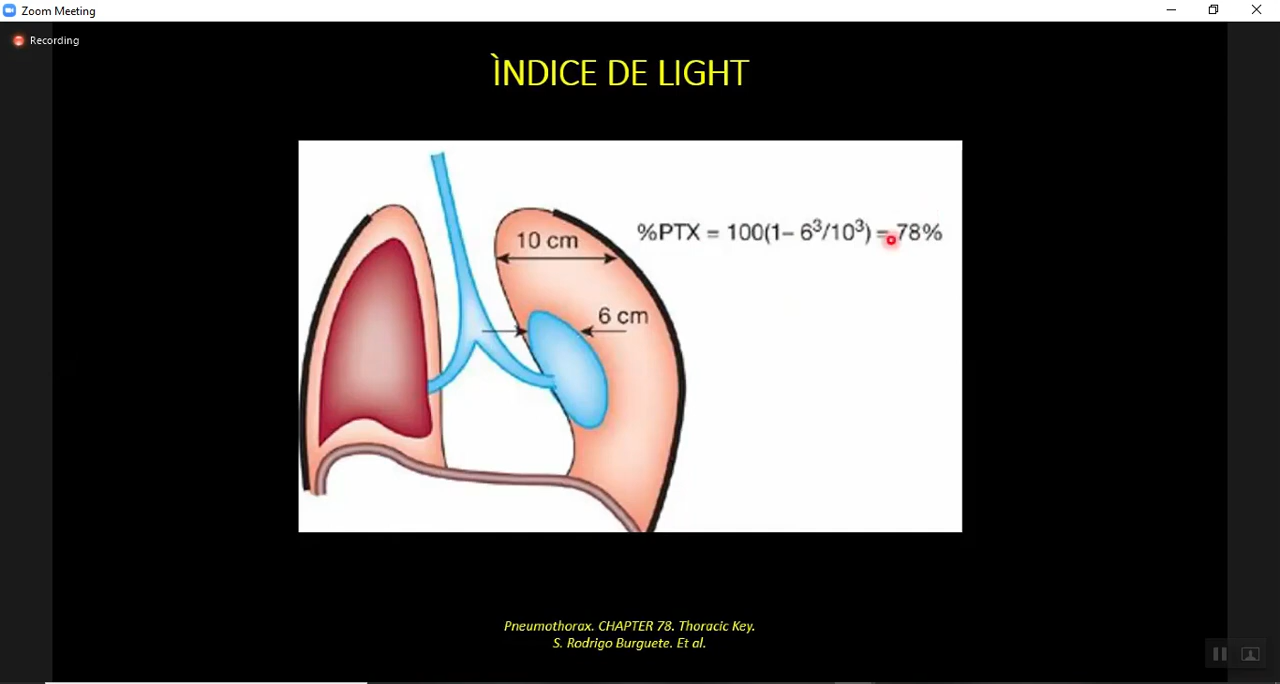 Zoom Meeting
Recording
ÌNDICE DE LIGHT
10 cm
%PTX = 100(1– 6³/10³) = 78%
6 cm
Pneumothorax. CHAPTER 78. Thoracic Key.
S. Rodrigo Burguete. Et al.